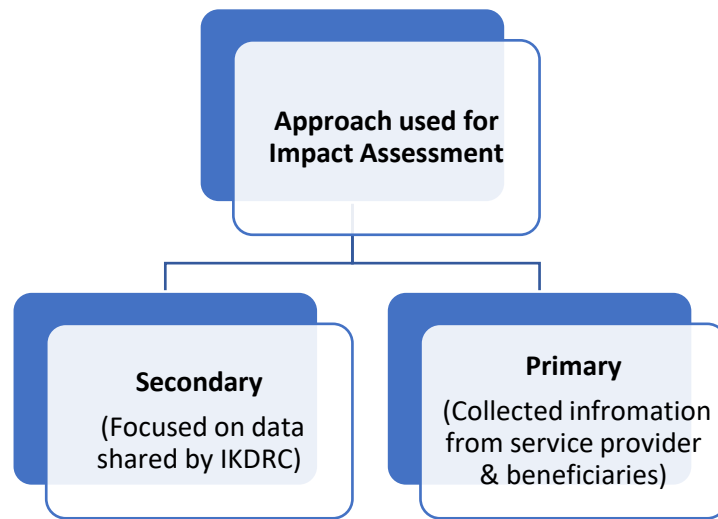 Approach used for
Impact Assessment
Secondary
(Focused on data
shared by IKDRC)
Primary
(Collected infromation
from service provider
& beneficiaries)